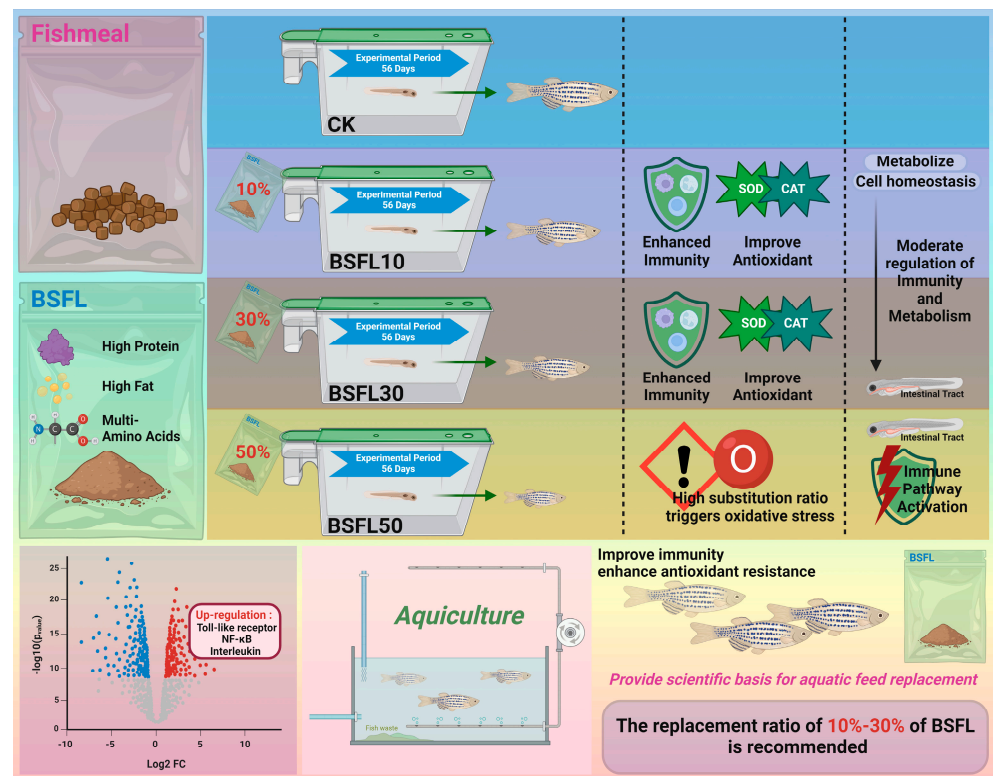 Fishmeal
BSFL
High Protein
High Fat
Multi-
Amino Acids
H
H
O
N
C
C
H
H
O
H
Experimental Period
56 Days
CK
BSFL
10%
Experimental Period
56 Days
BSFL10
Enhanced
Immunity
SOD
CAT
Improve
Antioxidant
BSFL
30%
Experimental Period
56 Days
BSFL30
Enhanced
Immunity
SOD
CAT
Improve
Antioxidant
BSFL
50%
Experimental Period
56 Days
BSFL50
!
O
High substitution ratio
triggers oxidative stress
Metabolize
Cell homeostasis
Moderate
regulation of
Immunity
and
Metabolism
Intestinal Tract
Intestinal Tract
Immune
Pathway
Activation
-log10(Pvalue)
25
20
15
10
5
0
-10
-5
0
5
10
Log2 FC
Up-regulation :
Toll-like receptor
NF-κB
Interleukin
Aquiculture
Fish waste
Improve immunity
enhance antioxidant resistance
BSFL
Provide scientific basis for aquatic feed replacement
The replacement ratio of 10%-30% of BSFL
is recommended